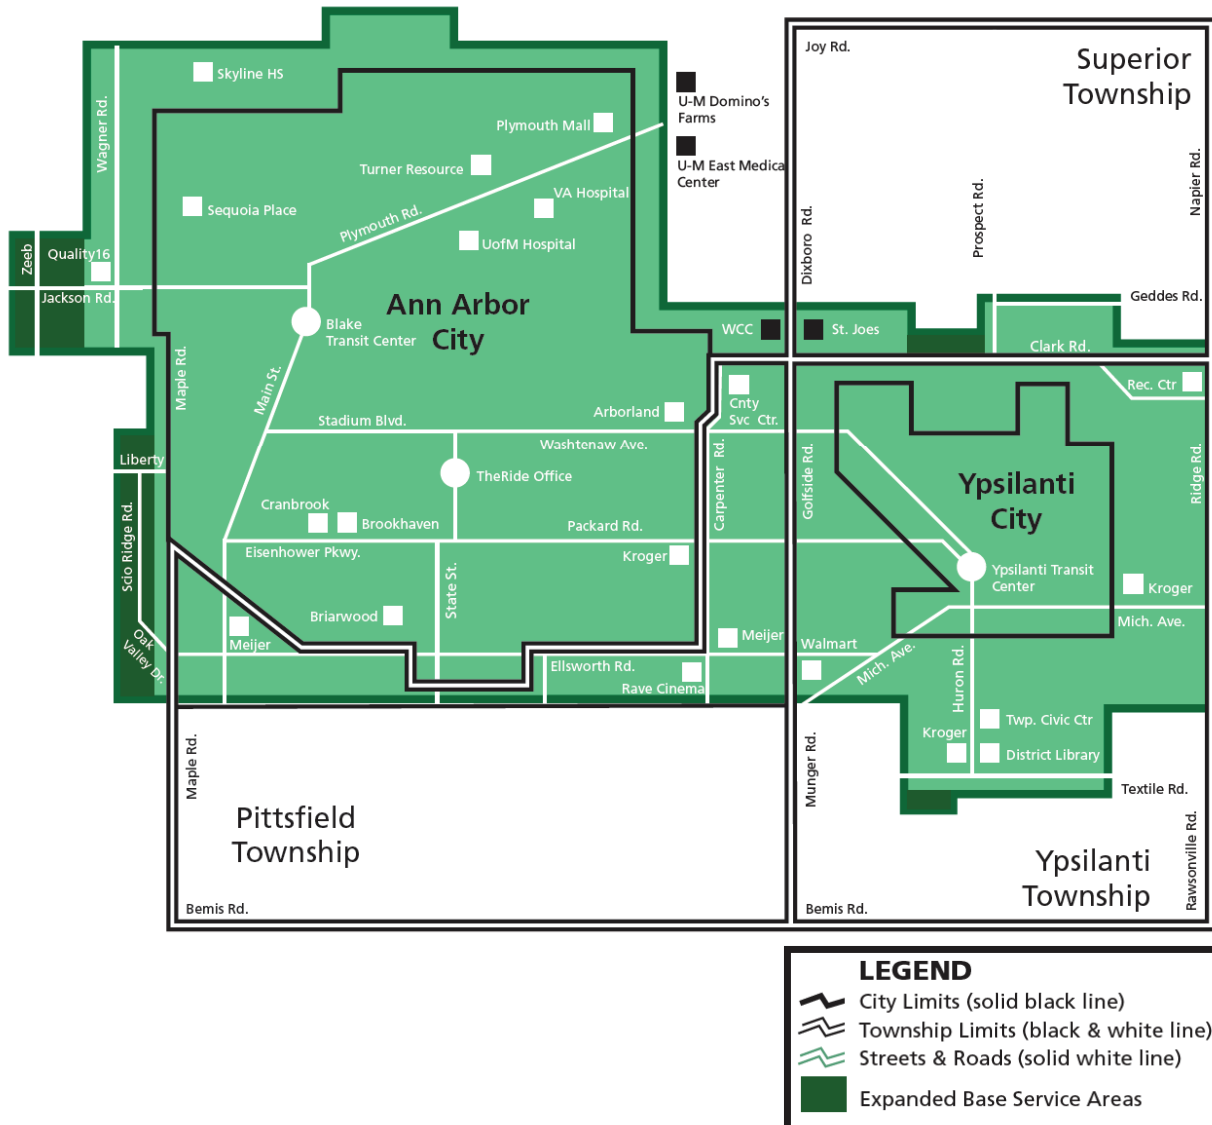 Joy Rd.
Superior
Township
Skyline HS
U-M Domino's
Farms
Wagner Rd.
Plymouth Mall
U-M East Medica
Center
Turner Resource
VA Hospital
Napier Rd.
Prospect Rd.
Sequoia Place
Plymouth Rd.
Dixboro Rd.
UofM Hospital
Zeeb
Quality16
Jackson Rd.
Geddes Rd.
Ann Arbor
City
Blake
Transit Center
WCC
St. Joes
Clark Rd.
Maple Rd.
Main St.
Rec. Ctr
Cnty
Svc Ctr.
Arborland
Stadium Blvd.
Washtenaw Ave.
Liberty
TheRide Office
Carpenter Rd.
Golfside Rd.
Ridge Rd.
Ypsilanti
City
Cranbrook
Brookhaven
Packard Rd.
Scio Ridge Rd.
Eisenhower Pkwy.
Kroger
Ypsilanti Transit
Center
State St.
Kroger
Briarwood
Mich. Ave.
Oak
Valley Dr.
Meijer
Meijer
Walmart
Ellsworth Rd.
Mich. Ave.
Huron Rd.
Rave Cinema
Twp. Civic Ctr
Kroger
District Library
Maple Rd.
Munger Rd.
Textile Rd.
Pittsfield
Township
Ypsilanti
Township
Rawsonville Rd.
Bemis Rd.
Bemis Rd.
LEGEND
City Limits (solid black line)
Township Limits (black & white line)
Streets & Roads (solid white line)
Expanded Base Service Areas